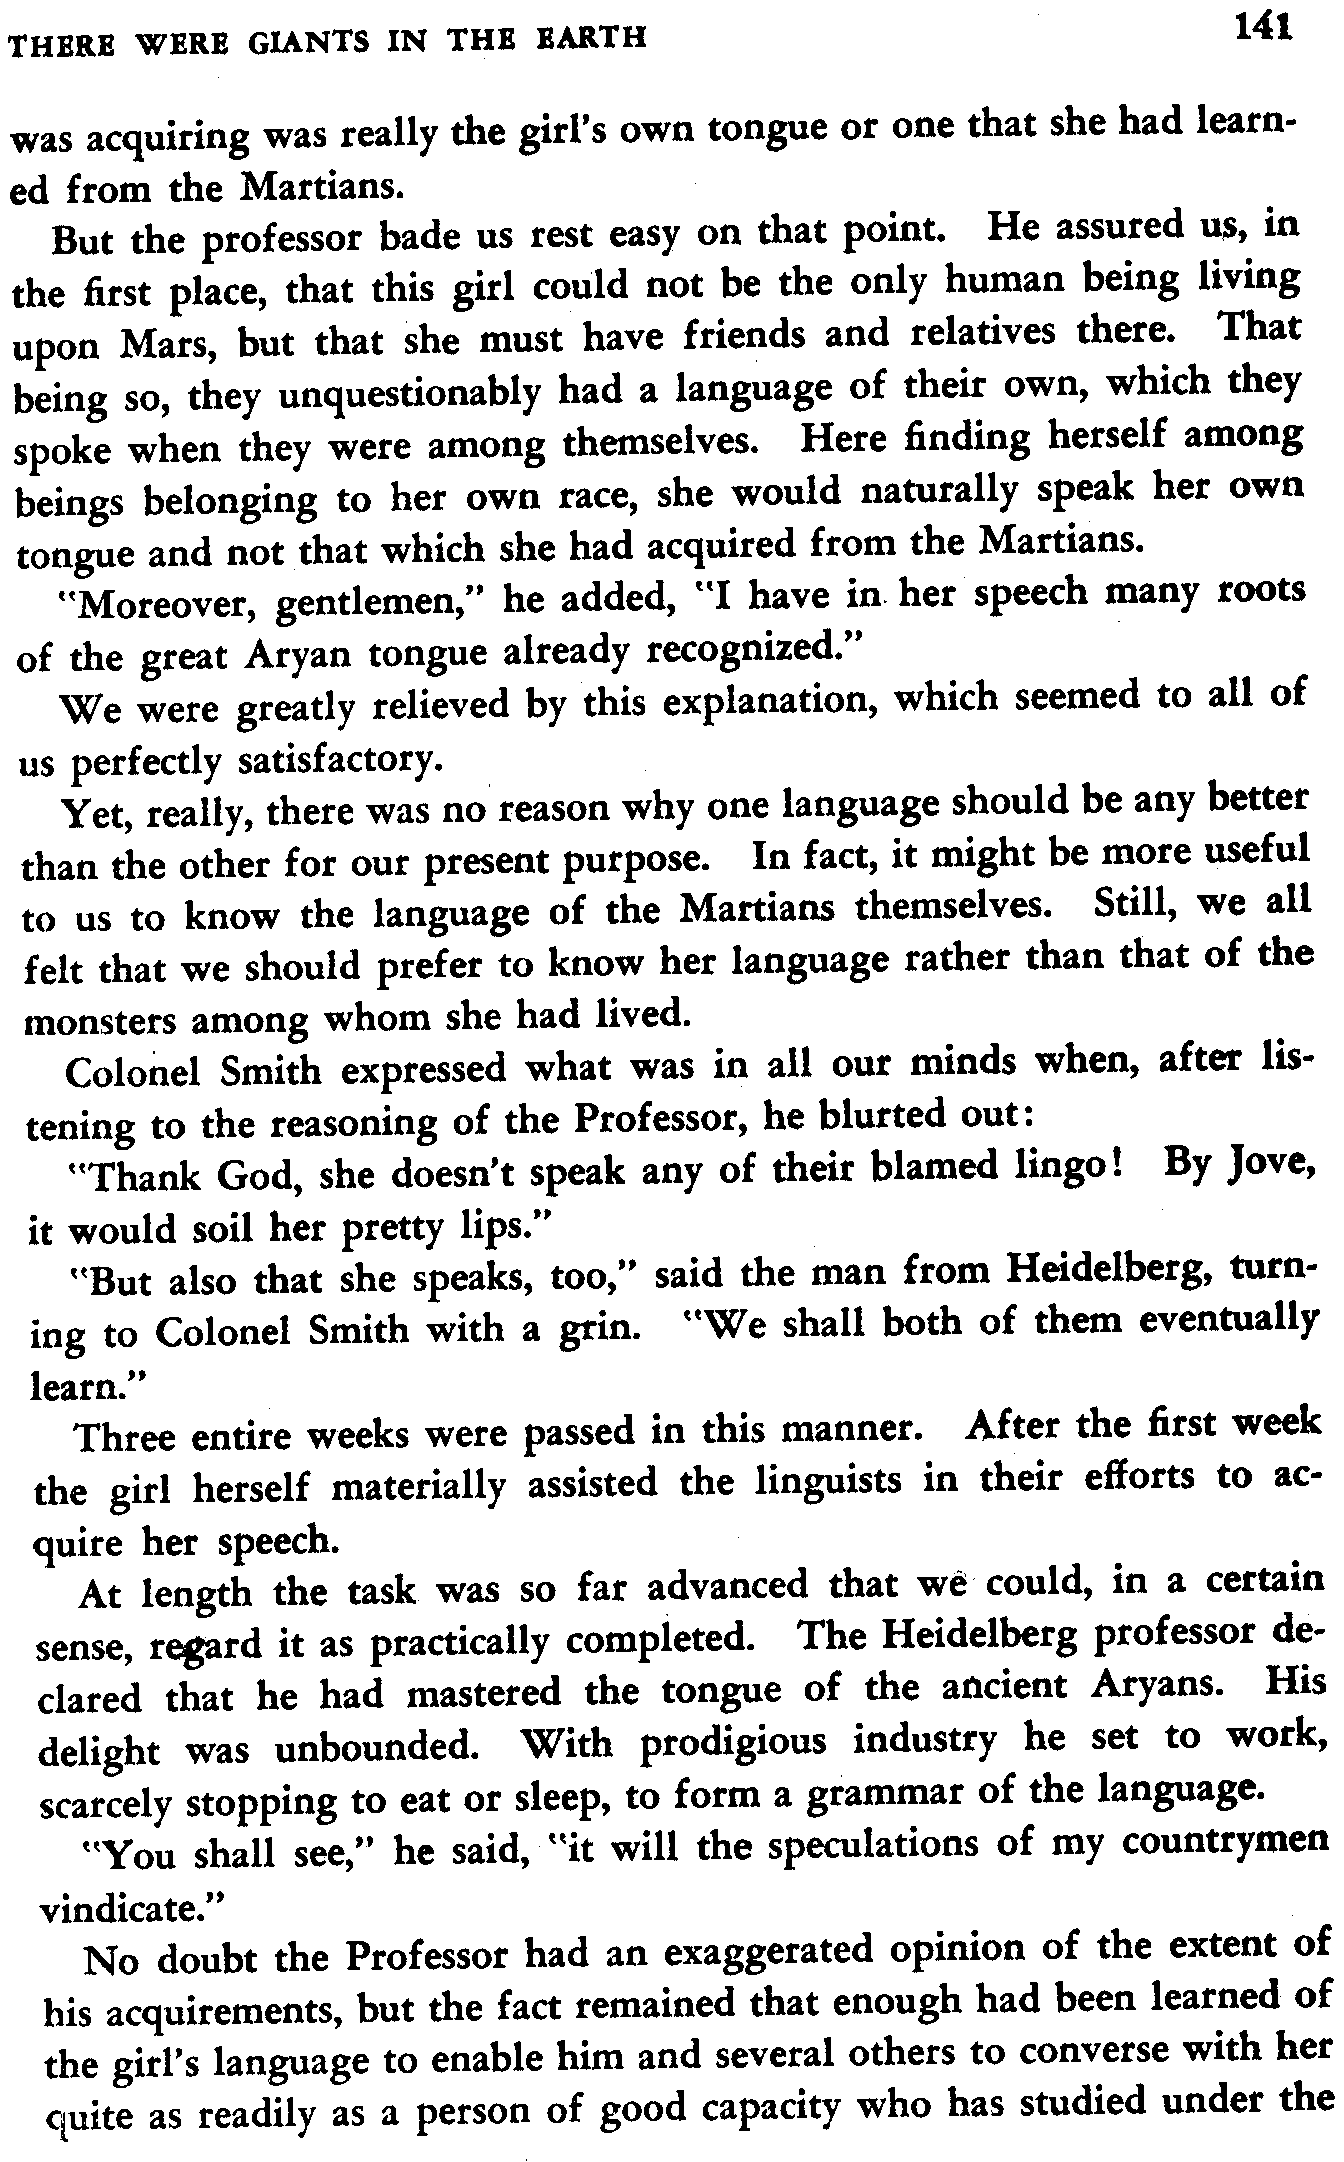 THERE WERE GIANTS IN THE EARTH 141
was acquiring was really the girl's own tongue or one that she had learn-
ed from the Martians.
But the professor bade us rest easy on that point. He assured us, in
the first place, that this girl could not be the only human being living
upon Mars, but that she must have friends and relatives there. That
being so, they unquestionably had a language of their own, which they
spoke when they were among themselves. Here finding herself among
beings belonging to her own race, she would naturally speak her own
tongue and not that which she had acquired from the Martians.
"Moreover, gentlemen," he added, "I have in her speech many roots
of the great Aryan tongue already recognized."
We were greatly relieved by this explanation, which seemed to all of
us perfectly satisfactory.
Yet, really, there was no reason why one language should be any better
than the other for our present purpose. In fact, it might be more useful
to us to know the language of the Martians themselves. Still, we all
felt that we should prefer to know her language rather than that of the
monsters among whom she had lived.
Colonel Smith expressed what was in all our minds when, after lis-
tening to the reasoning of the Professor, he blurted out:
"Thank God, she doesn't speak any of their blamed lingo! By Jove,
it would soil her pretty lips."
"But also that she speaks, too," said the man from Heidelberg, turn-
ing to Colonel Smith with a grin. "We shall both of them eventually
learn."
Three entire weeks were passed in this manner. After the first week
the girl herself materially assisted the linguists in their efforts to ac-
quire her speech.
At length the task was so far advanced that we could, in a certain
sense, regard it as practically completed. The Heidelberg professor de-
clared that he had mastered the tongue of the ancient Aryans. His
delight was unbounded. With prodigious industry he set to work,
scarcely stopping to eat or sleep, to form a grammar of the language.
"You shall see," he said, "it will the speculations of my countrymen
vindicate."
No doubt the Professor had an exaggerated opinion of the extent of
his acquirements, but the fact remained that enough had been learned of
the girl's language to enable him and several others to converse with her
quite as readily as a person of good capacity who has studied under the